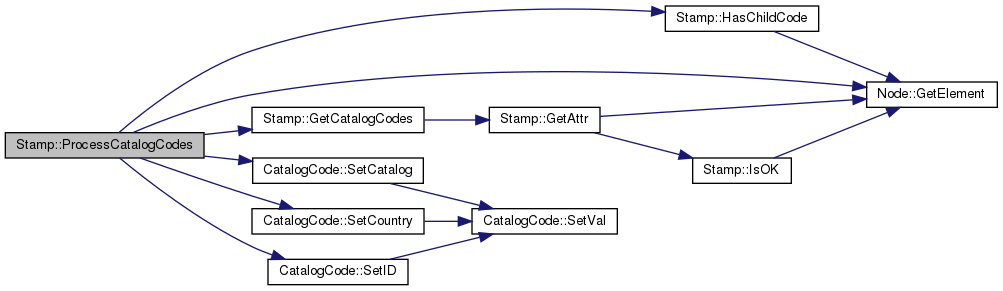 Stamp::HasChildCode
Node::GetElement
Stamp::GetCatalogCodes
Stamp::GetAttr
Stamp::ProcessCatalogCodes
CatalogCode::SetCatalog
Stamp::IsOK
CatalogCode::SetCountry
CatalogCode::SetVal
CatalogCode::SetID